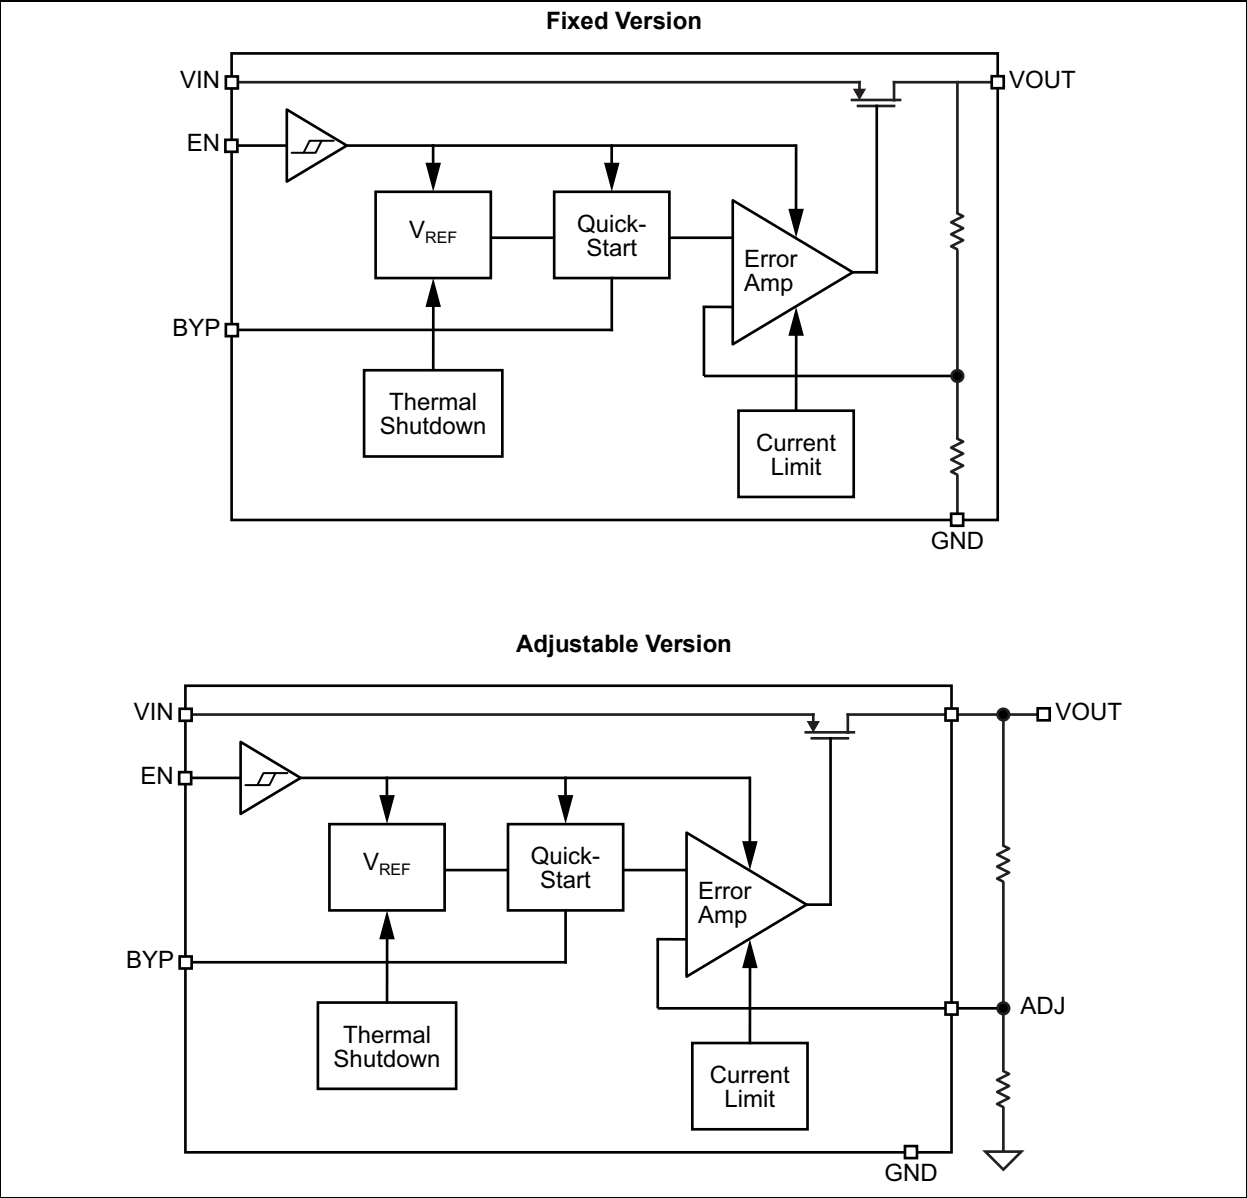 Fixed Version
VIN
VOUT
EN
VREF
Quick-
Start
Error
Amp
BYP
Thermal
Shutdown
Current
Limit
GND
Adjustable Version
VIN
VOUT
EN
VREF
Quick-
Start
Error
Amp
BYP
ADJ
Thermal
Shutdown
Current
Limit
GND